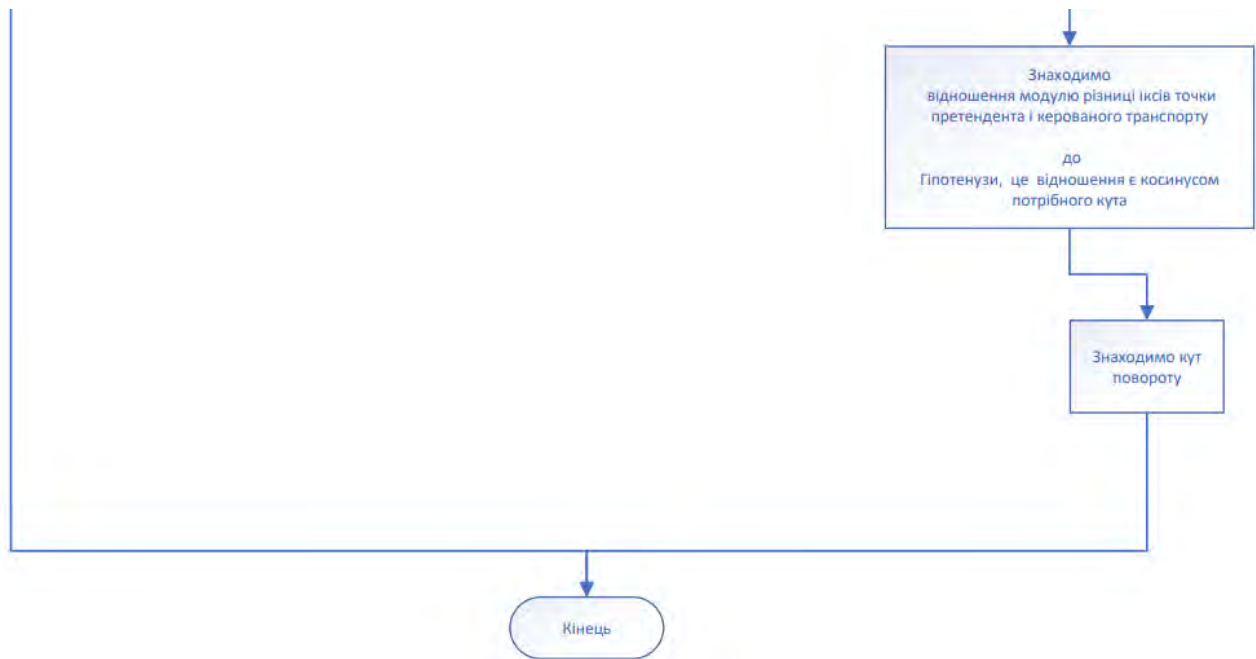 Знаходимо
відношення модулю різниці іксів точки
претендента і керованого транспорту
до
Гіпотенузи, це відношення є косинусом
потрібного кута
Знаходимо кут
повороту
Кінець